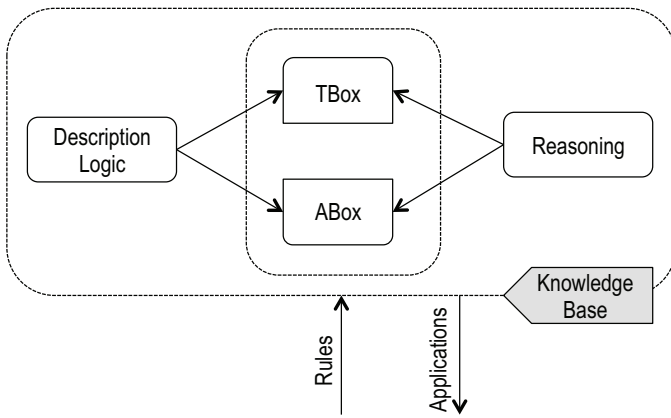 TBox
Description
Logic
Reasoning
ABox
Knowledge
Base
Rules
Applications